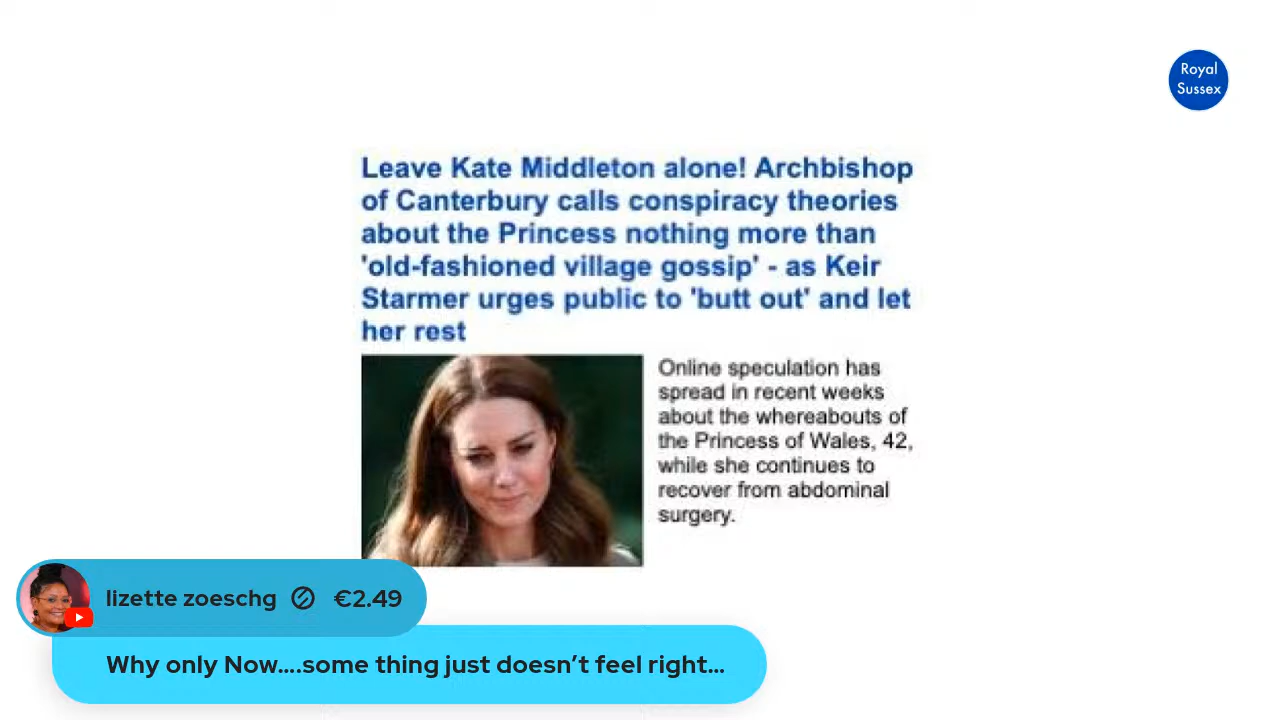 Royal
Sussex
Leave Kate Middleton alone! Archbishop
of Canterbury calls conspiracy theories
about the Princess nothing more than
'old-fashioned village gossip' - as Keir
Starmer urges public to 'butt out' and let
her rest
Online speculation has
spread in recent weeks
about the whereabouts of
the Princess of Wales, 42,
while she continues to
recover from abdominal
surgery.
lizette zoeschg €2.49
Why only Now....some thing just doesn’t feel right...